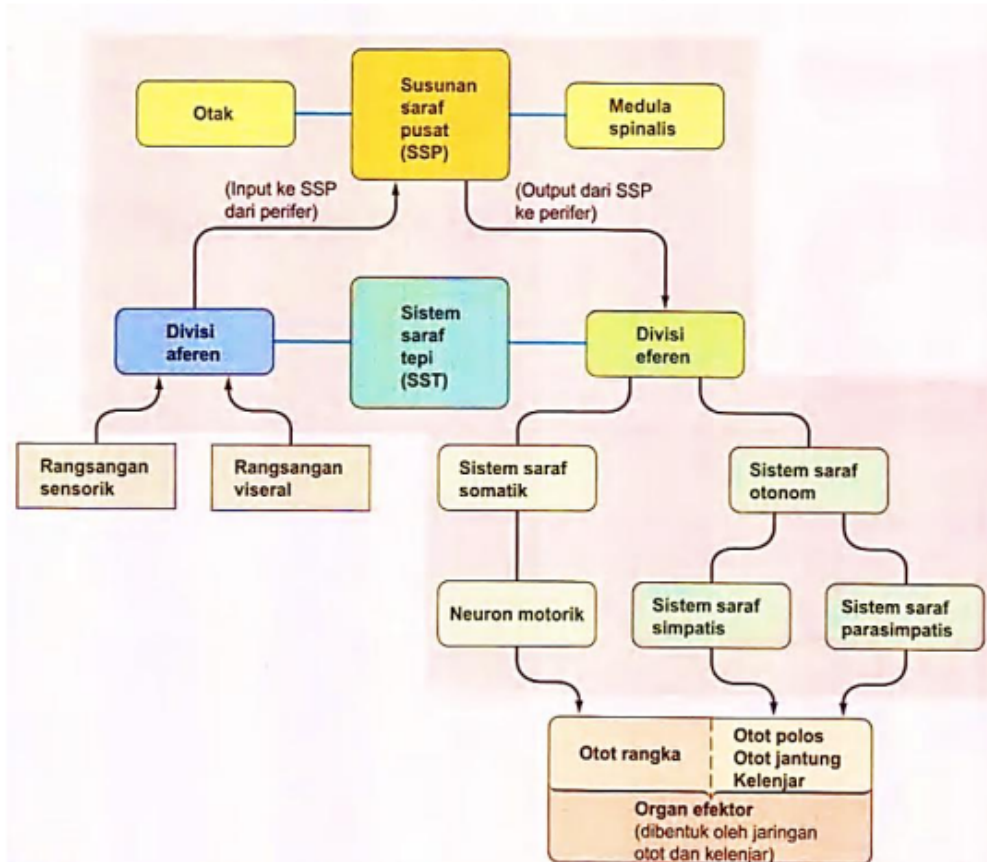 Otak
Susunan
saraf
pusat
(SSP)
Medula
spinalis
(Input ke SSP
dari perifer)
(Output dari SSP
ke perifer)
Divisi
aferen
Sistem
saraf
tepi
(SST)
Divisi
eferen
Rangsangan
sensorik
Rangsangan
viseral
Sistem saraf
somatik
Sistem saraf
otonom
Neuron motorik
Sistem saraf
simpatis
Sistem saraf
parasimpatis
Otot rangka
Otot polos
Otot jantung
Kelenjar
Organ efektor
(dibentuk oleh jaringan
otot dan kelenjar)